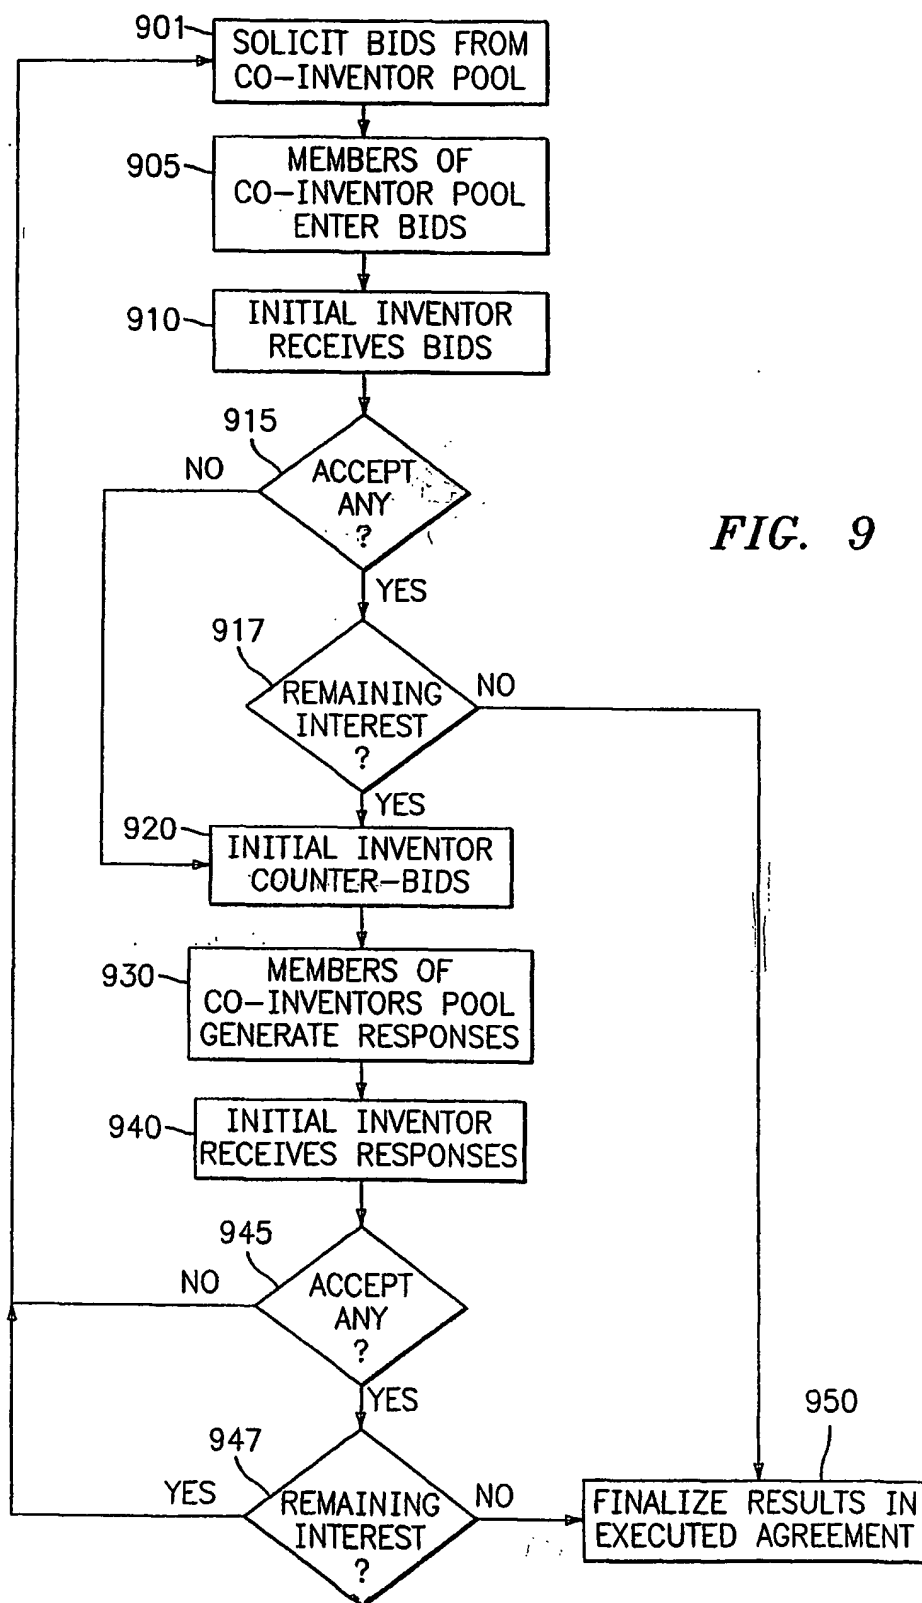 901
SOLICIT BIDS FROM
CO-INVENTOR POOL
905
MEMBERS OF
CO-INVENTOR POOL
ENTER BIDS
910
INITIAL INVENTOR
RECEIVES BIDS
915
NO
ACCEPT
ANY
?
FIG. 9
YES
917
REMAINING
INTEREST
?
NO
YES
920
INITIAL INVENTOR
COUNTER-BIDS
930
MEMBERS OF
CO-INVENTORS POOL
GENERATE RESPONSES
940
INITIAL INVENTOR
RECEIVES RESPONSES
945
NO
ACCEPT
ANY
?
YES
947
YES
REMAINING
INTEREST
?
NO
950
FINALIZE RESULTS IN
EXECUTED AGREEMENT